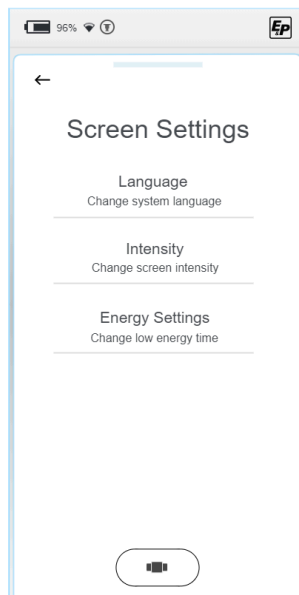 96%
EP
Screen Settings
Language
Change system language
Intensity
Change screen intensity
Energy Settings
Change low energy time